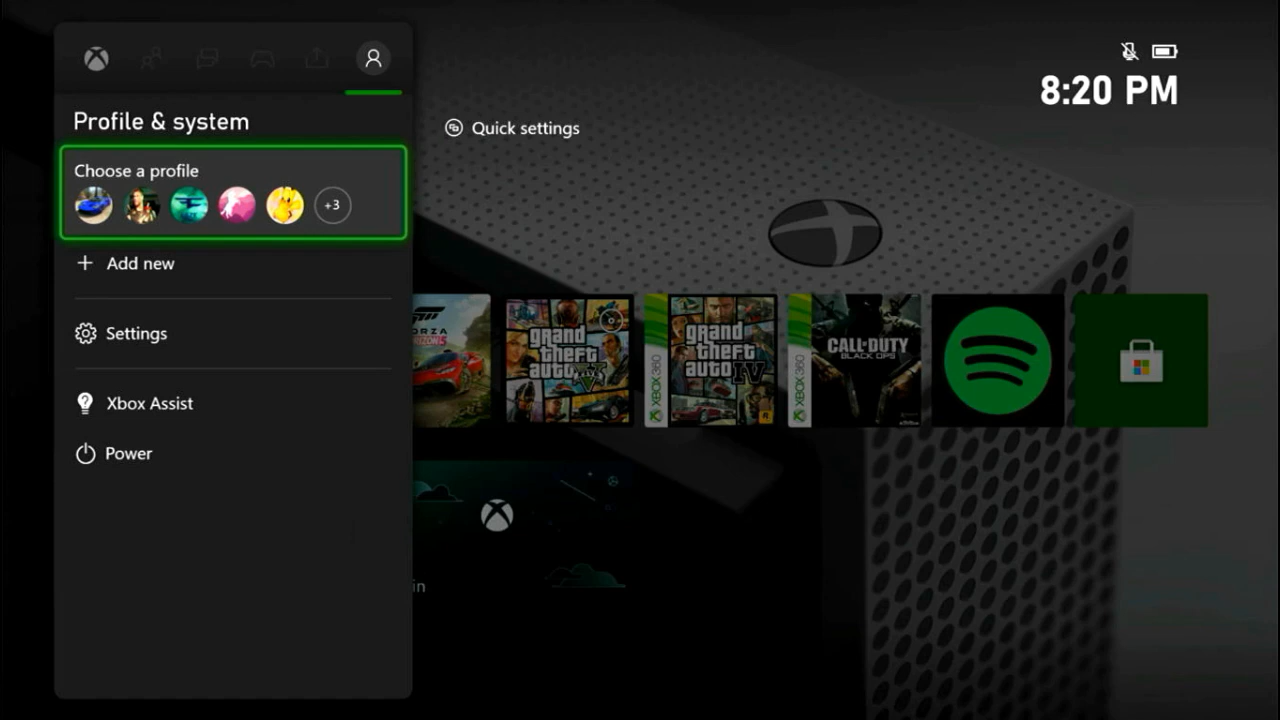 8:20 PM
Profile & system
Quick settings
Choose a profile
+3
Add new
Settings
Xbox Assist
Power
FORZA
HORIZON 5
grand
theft
auto
V
XBOX 360
grand
theft
auto IV
XBOX 360
CALL OF DUTY
BLACK OPS
in